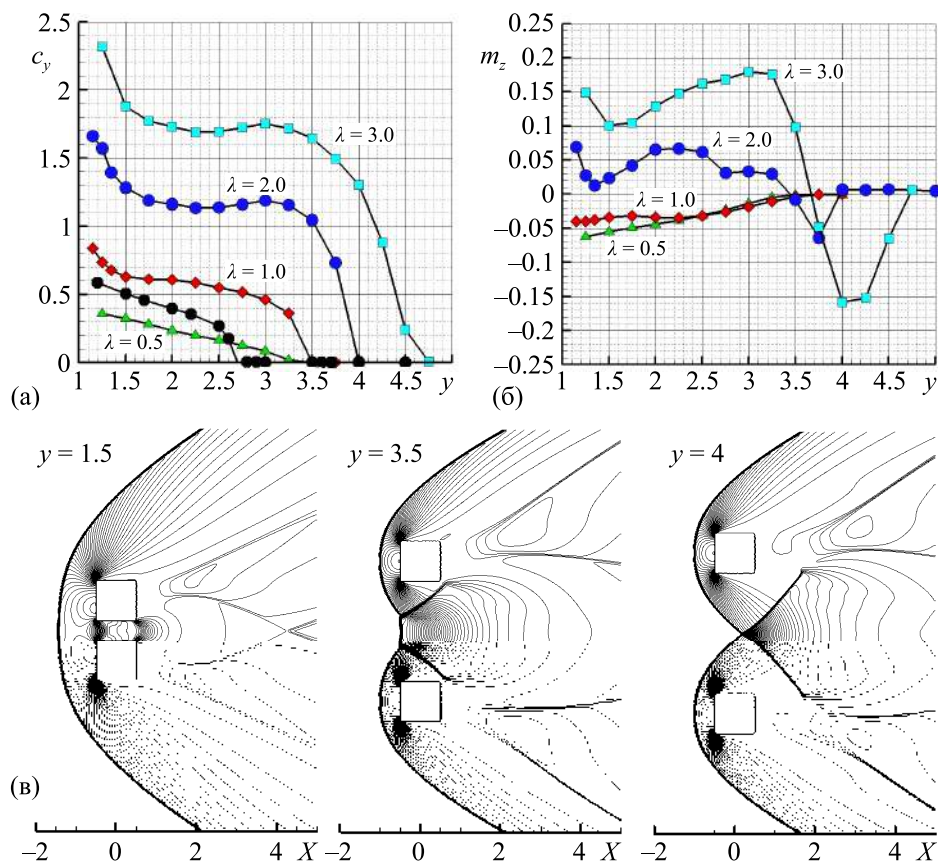 2.5
c_y
2
1.5
1
0.5
0
λ = 3.0
λ = 2.0
λ = 1.0
λ = 0.5
1 1.5 2 2.5 3 3.5 4 4.5 y
(а)
0.25
m_z
0.2
0.15
0.1
0.05
0
–0.05
–0.1
–0.15
–0.2
–0.25
λ = 3.0
λ = 2.0
λ = 1.0
λ = 0.5
1 1.5 2 2.5 3 3.5 4 4.5 y
(б)
y = 1.5 y = 3.5 y = 4
(в)
–2 0 2 X –2 0 2 X –2 0 2 X